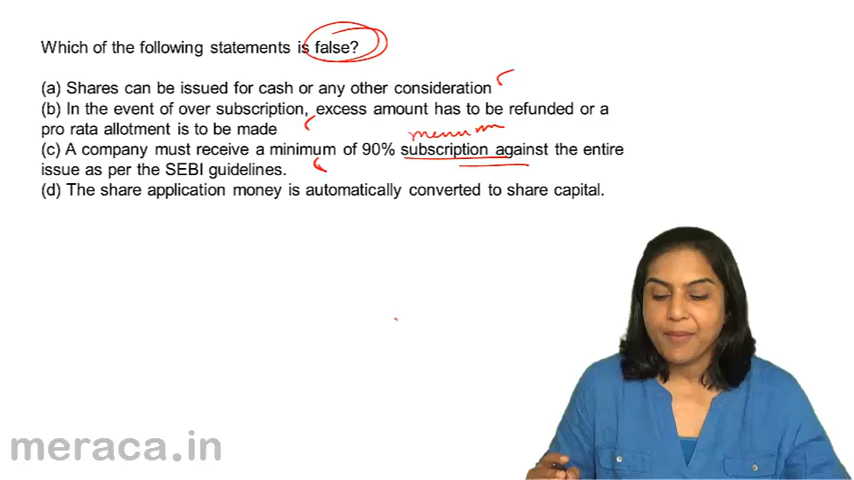 Which of the following statements is false?
(a) Shares can be issued for cash or any other consideration
(b) In the event of over subscription, excess amount has to be refunded or a
pro rata allotment is to be made
menu
(c) A company must receive a minimum of 90% subscription against the entire
issue as per the SEBI guidelines.
(d) The share application money is automatically converted to share capital.
meraca.in